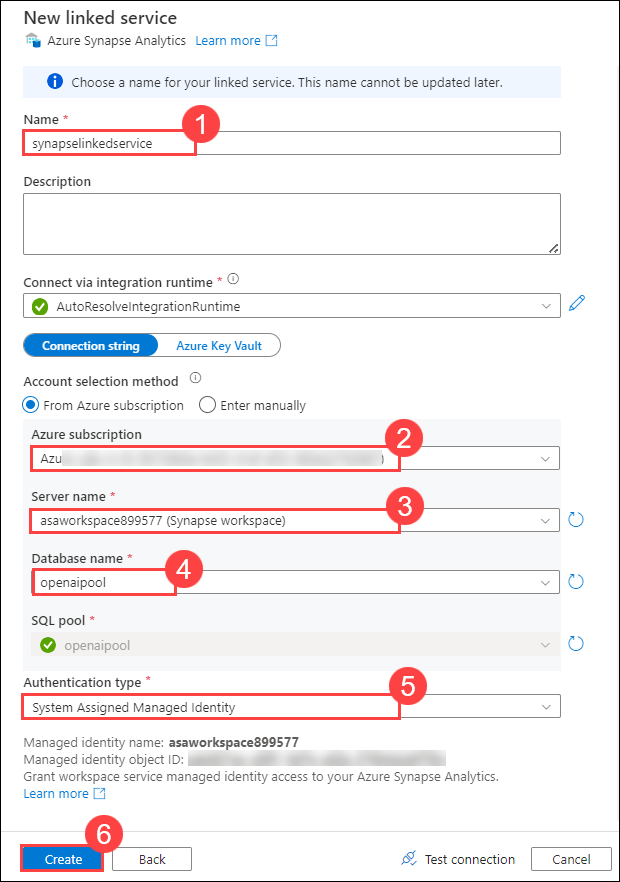 New linked service
Azure Synapse Analytics Learn more
Choose a name for your linked service. This name cannot be updated later.
Name *
1
synapselinkedservice
Description
Connect via integration runtime *
AutoResolveIntegrationRuntime
Connection string Azure Key Vault
Account selection method
From Azure subscription Enter manually
Azure subscription
2
Azu
Server name *
3
asaworkspace899577 (Synapse workspace)
Database name *
4
openaipool
SQL pool *
openaipool
Authentication type *
5
System Assigned Managed Identity
Managed identity name: asaworkspace899577
Managed identity object ID:
Grant workspace service managed identity access to your Azure Synapse Analytics.
Learn more
6
Create Back Test connection Cancel